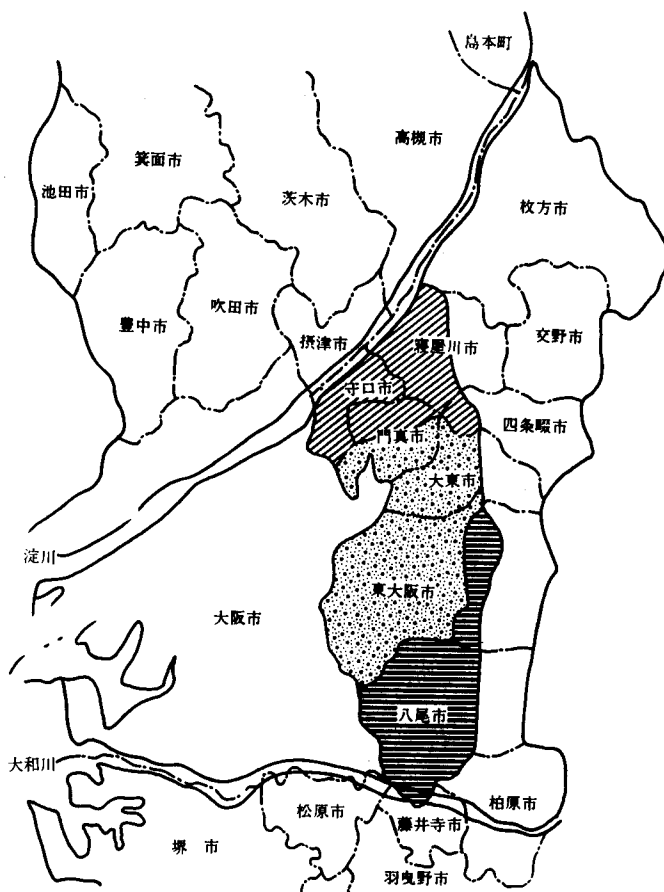 島本町
高槻市
箕面市
池田市
茨木市
枚方市
吹田市
豊中市
摂津市
寝屋川市
交野市
守口市
門真市
四条畷市
大東市
淀川
東大阪市
大阪市
八尾市
大和川
松原市
柏原市
藤井寺市
堺市
羽曳野市